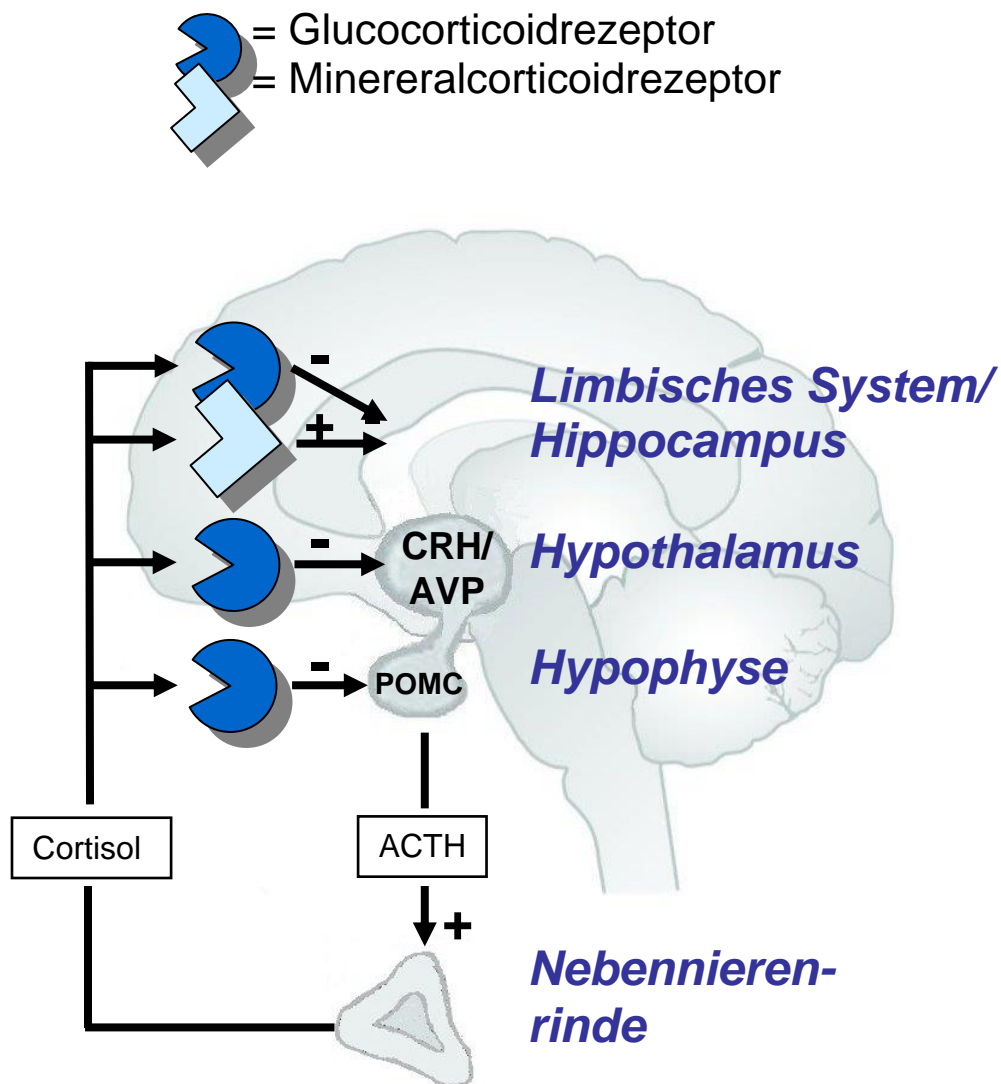 = Glucocorticoidrezeptor
= Minereralcorticoidrezeptor
-
Limbisches System/
+ -
Hippocampus
-
CRH/
AVP
Hypothalamus
-
POMC
Hypophyse
Cortisol
ACTH
+
Nebennieren-
rinde